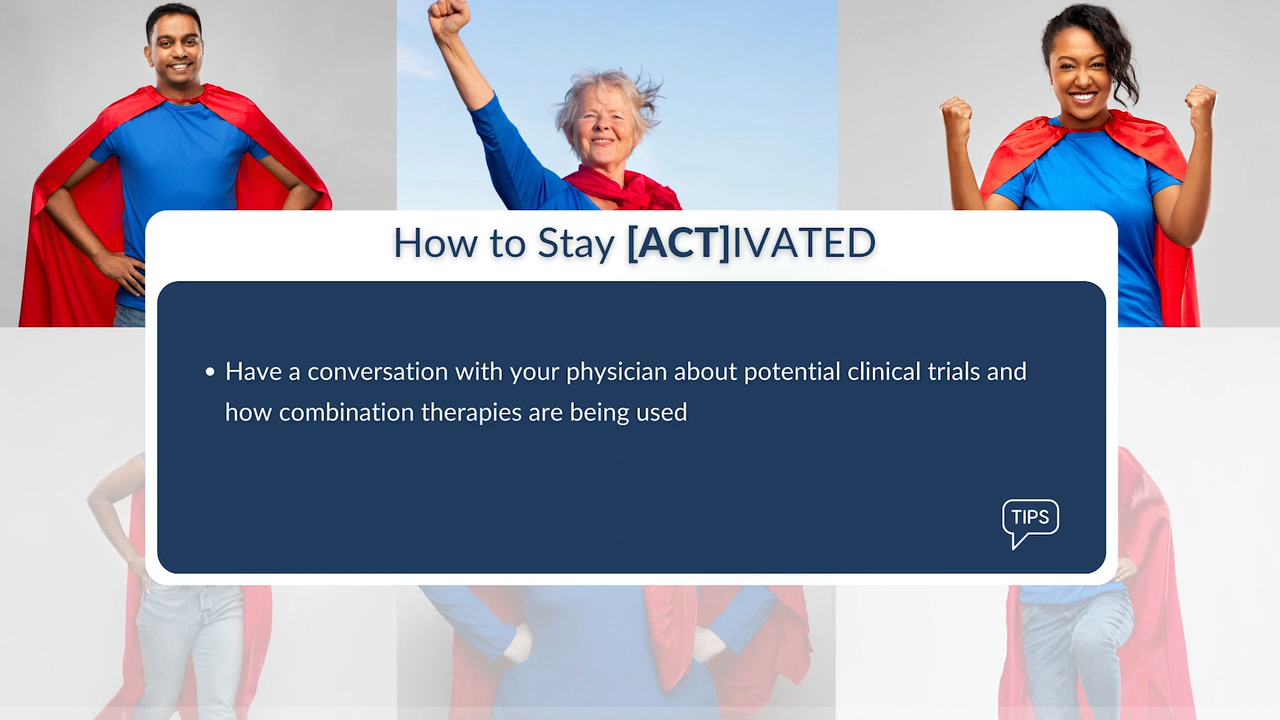 How to Stay [ACT]IVATED
• Have a conversation with your physician about potential clinical trials and
how combination therapies are being used
TIPS